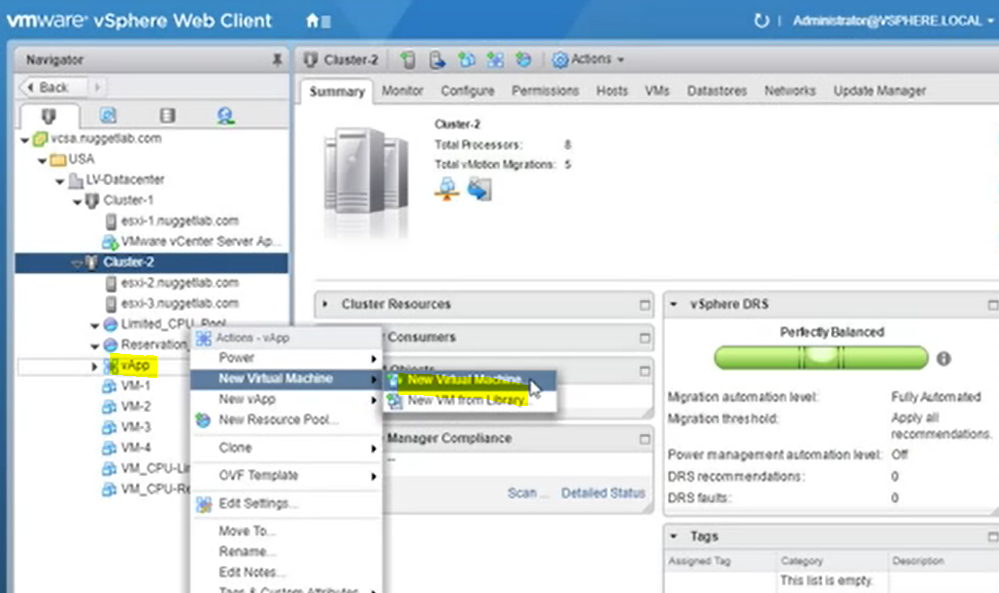 vmware® vSphere Web Client
Administrator@VSPHERE.LOCAL
Navigator
Back
vcsa.nuggetlab.com
USA
LV-Datacenter
Cluster-1
esxi-1.nuggetlab.com
VMware vCenter Server Ap...
Cluster-2
esxi-2.nuggetlab.com
esxi-3.nuggetlab.com
Limited_CPU_Pool
Reservation_
vApp
VM-1
VM-2
VM-3
VM-4
VM_CPU-Li
VM_CPU-Re
Actions - vApp
Power
New Virtual Machine
New vApp
New Resource Pool...
Clone
OVF Template
Edit Settings...
Move To...
Rename...
Edit Notes...
Tags & Custom Attributes
New Virtual Machine...
New VM from Library...
Cluster-2
Actions
Summary Monitor Configure Permissions Hosts VMs Datastores Networks Update Manager
Cluster-2
Total Processors: 8
Total vMotion Migrations: 5
Cluster Resources
Consumers
Objects
Manager Compliance
--
Scan... Detailed Status
vSphere DRS
Perfectly Balanced
Migration automation level: Fully Automated
Migration threshold: Apply all
recommendations.
Power management automation level: Off
DRS recommendations: 0
DRS faults: 0
Tags
Assigned Tag Category Description
This list is empty.